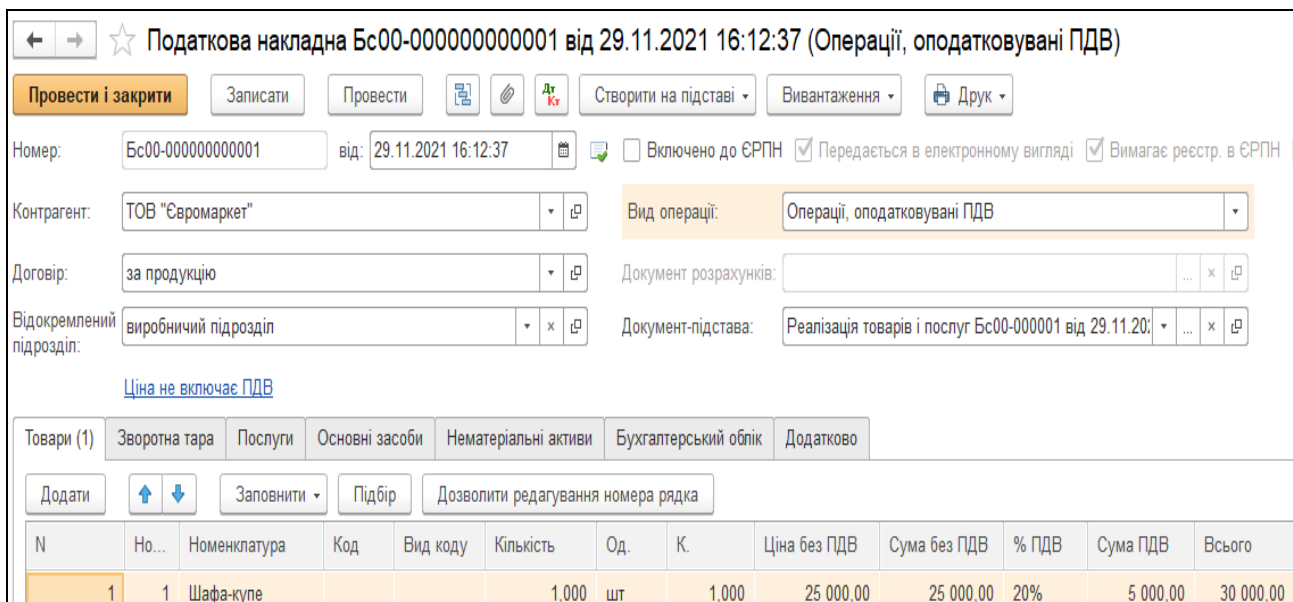 Податкова накладна Бс00-000000000001 від 29.11.2021 16:12:37 (Операції, оподатковувані ПДВ)
Провести і закрити Записати Провести Дт Кт Створити на підставі Вивантаження Друк
Номер: Бс00-000000000001 від: 29.11.2021 16:12:37 Включено до ЄРПН Передається в електронному вигляді Вимагає реєстр. в ЄРПН
Контрагент: ТОВ "Євромаркет" Вид операції: Операції, оподатковувані ПДВ
Договір: за продукцію Документ розрахунків: ...
Відокремлений підрозділ: виробничий підрозділ Документ-підстава: Реалізація товарів і послуг Бс00-000001 від 29.11.20 ...
Ціна не включає ПДВ
Товари (1) Зворотна тара Послуги Основні засоби Нематеріальні активи Бухгалтерський облік Додатково
Додати Заповнити Підбір Дозволити редагування номера рядка
N Но... Номенклатура Код Вид коду Кількість Од. К. Ціна без ПДВ Сума без ПДВ % ПДВ Сума ПДВ Всього
1 1 Шафа-купе 1,000 шт 1,000 25 000,00 25 000,00 20% 5 000,00 30 000,00